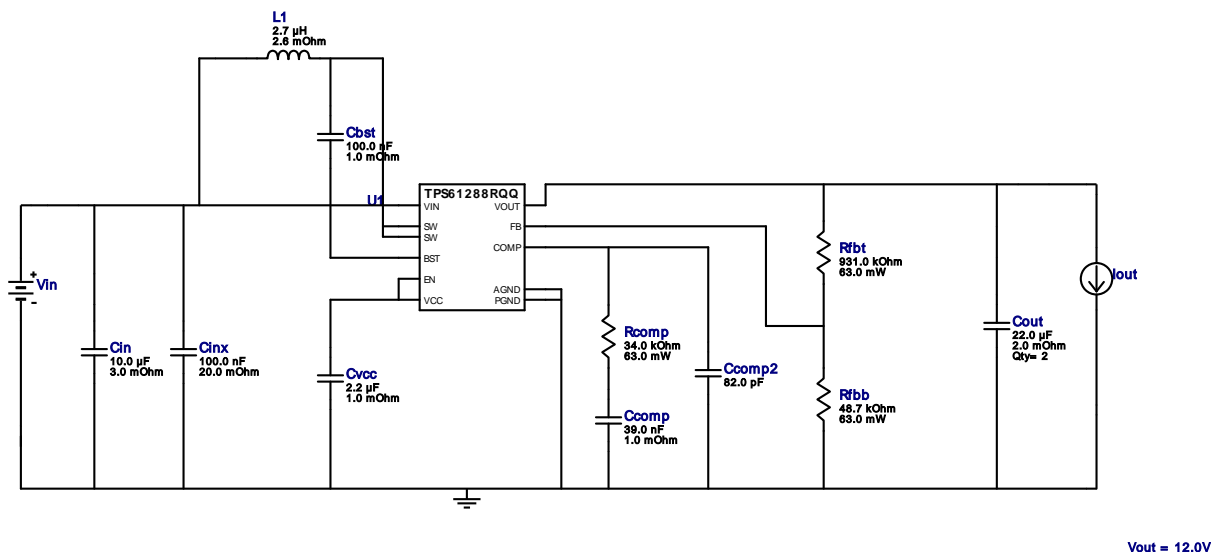 L1
2.7 µH
2.6 mOhm
Cbst
100.0 nF
1.0 mOhm
U1
TPS61288RQQ
VIN
SW
SW
BST
EN
VCC
VOUT
FB
COMP
AGND
PGND
Vin
Cin
10.0 µF
3.0 mOhm
Cinx
100.0 nF
20.0 mOhm
Cvcc
2.2 µF
1.0 mOhm
Rcomp
34.0 kOhm
63.0 mW
Ccomp
39.0 nF
1.0 mOhm
Ccomp2
82.0 pF
Rfbt
931.0 kOhm
63.0 mW
Rfbb
48.7 kOhm
63.0 mW
Cout
22.0 µF
2.0 mOhm
Qty= 2
Iout
Vout = 12.0V